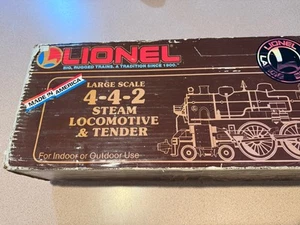 LIONEL
BIG, RUGGED TRAINS. A TRADITION SINCE 1900.
MADE IN AMERICA
LARGE SCALE
4-4-2
STEAM
LOCOMOTIVE
& TENDER
For Indoor or Outdoor Use
LIONEL